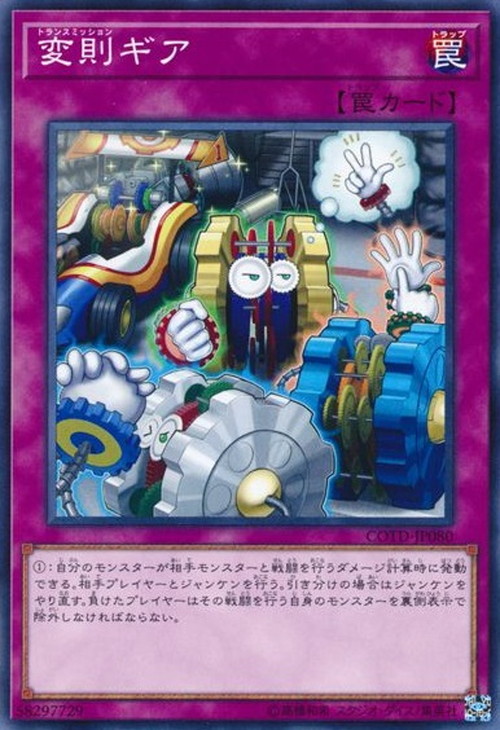 トランスミッション
変則ギア
トラップ
罠
【罠カード】
1
COTD-JP080
①:自分のモンスターが相手モンスターと戦闘を行うダメージ計算時に発動
できる。相手プレイヤーとジャンケンを行う。引き分けの場合はジャンケンを
やり直す。負けたプレイヤーはその戦闘を行う自身のモンスターを裏側表示で
除外しなければならない。
58297729
©高橋和希 スタジオ・ダイス/集英社